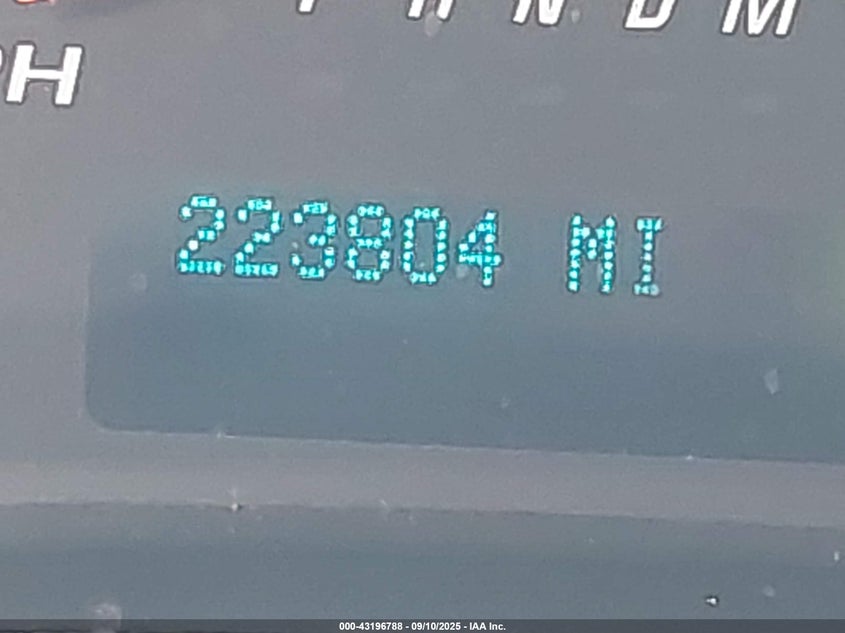 P R N D M
PH
223804 MI
000-43196788 - 09/10/2025 - IAA Inc.